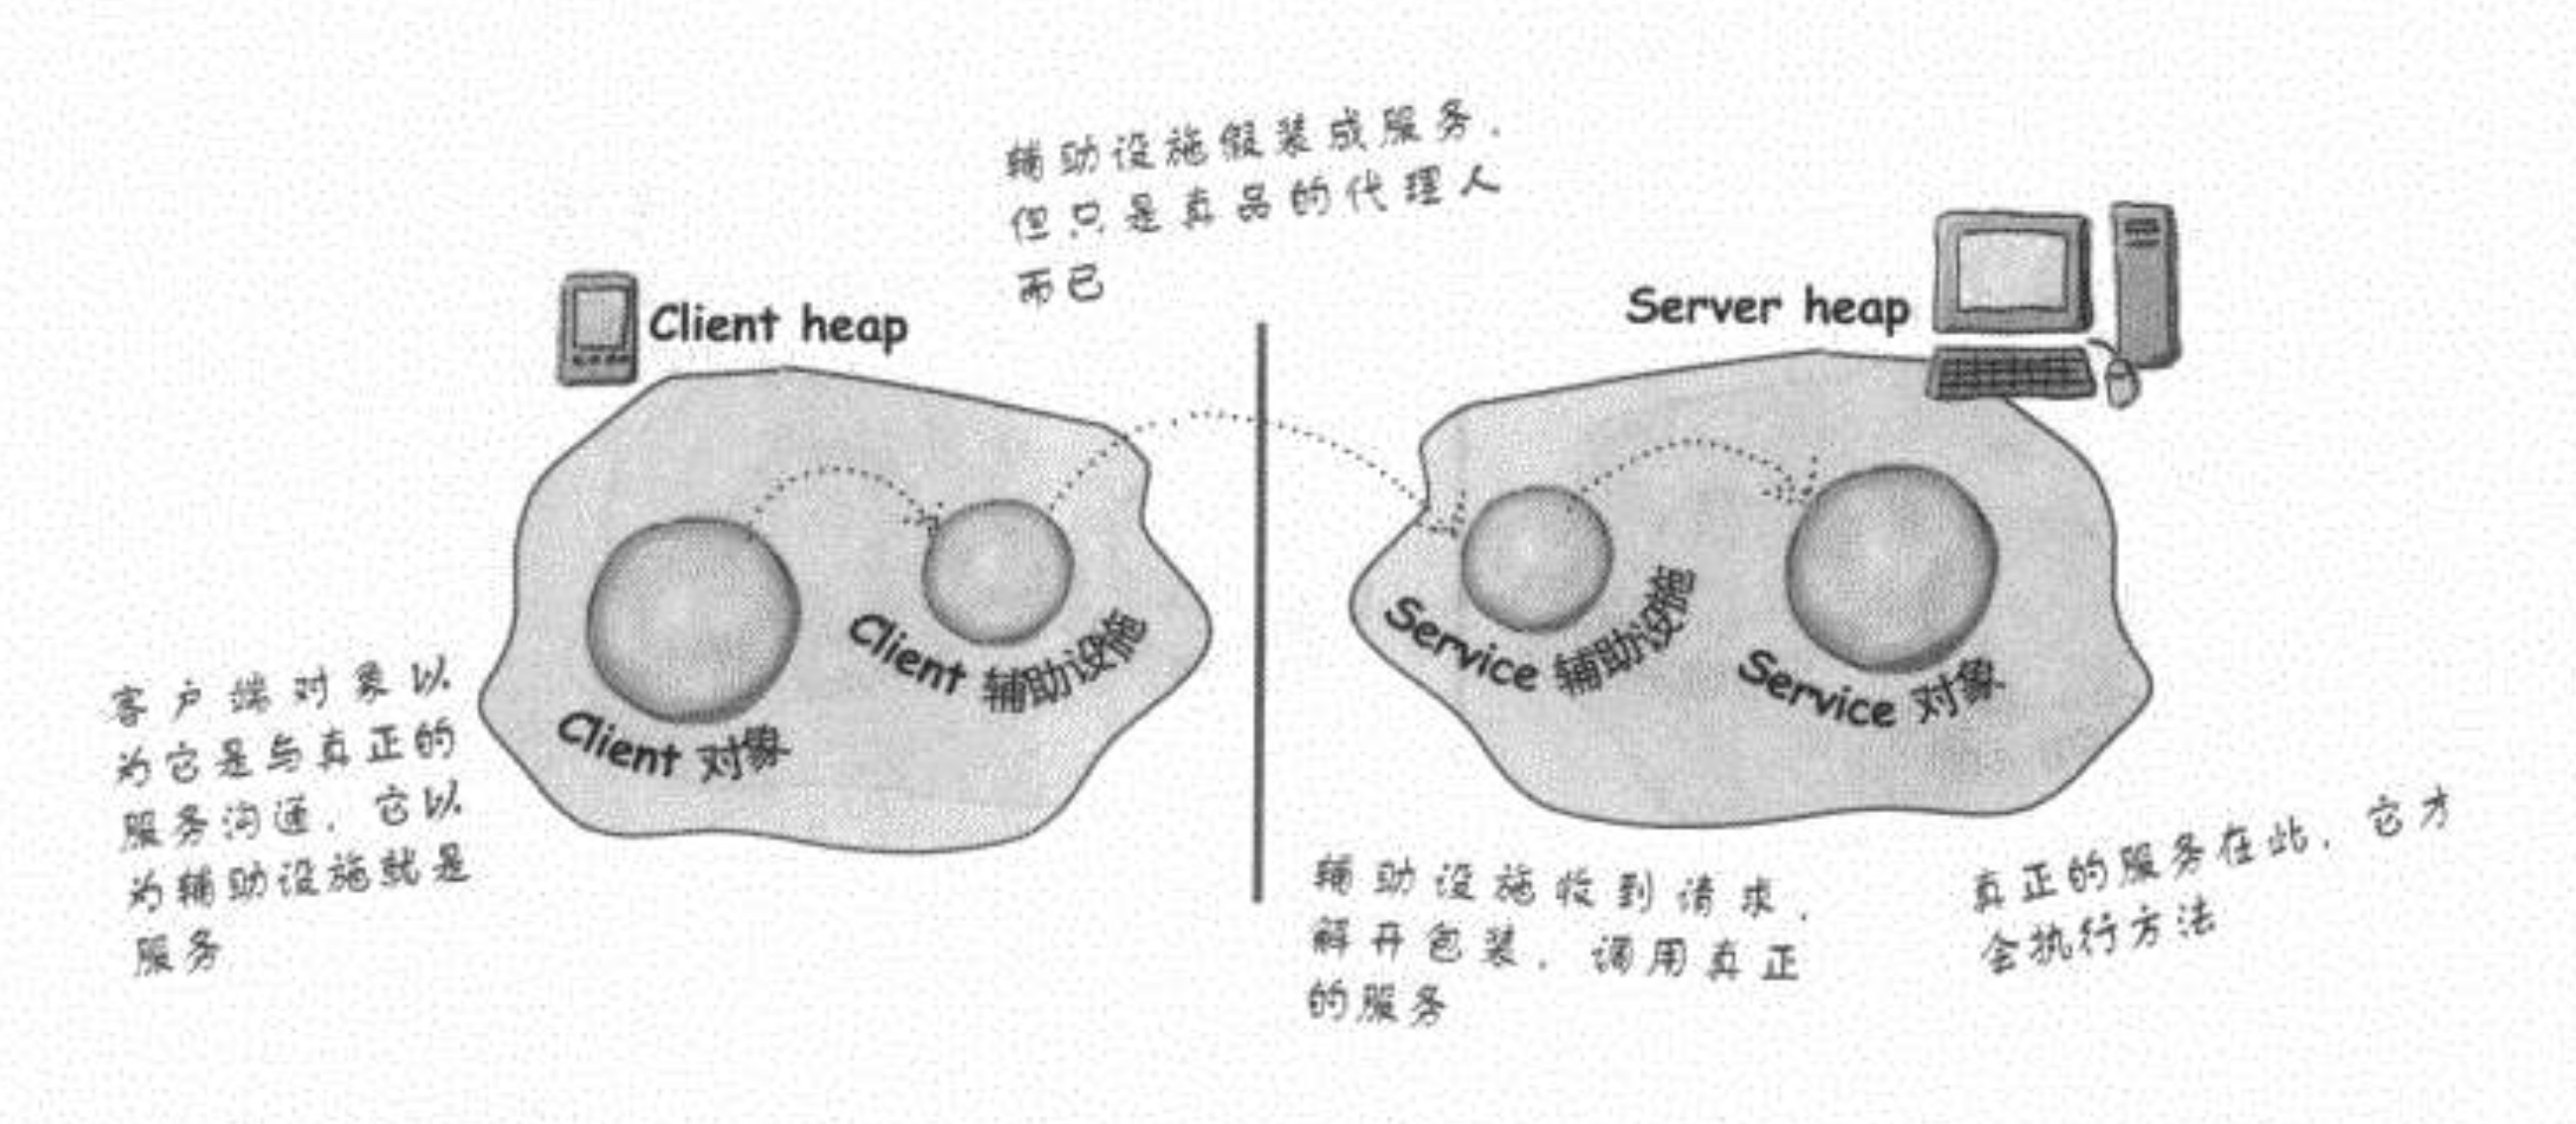 辅助设施假装成服务，
但只是真品的代理人
而已
Client heap
Server heap
Client 对象
Client 辅助设施
Service 辅助设施
Service 对象
客户端对象以
为它是与真正的
服务沟通，它以
为辅助设施就是
服务
辅助设施收到请求，
解开包装，调用真正
的服务
真正的服务在此，它才
会执行方法